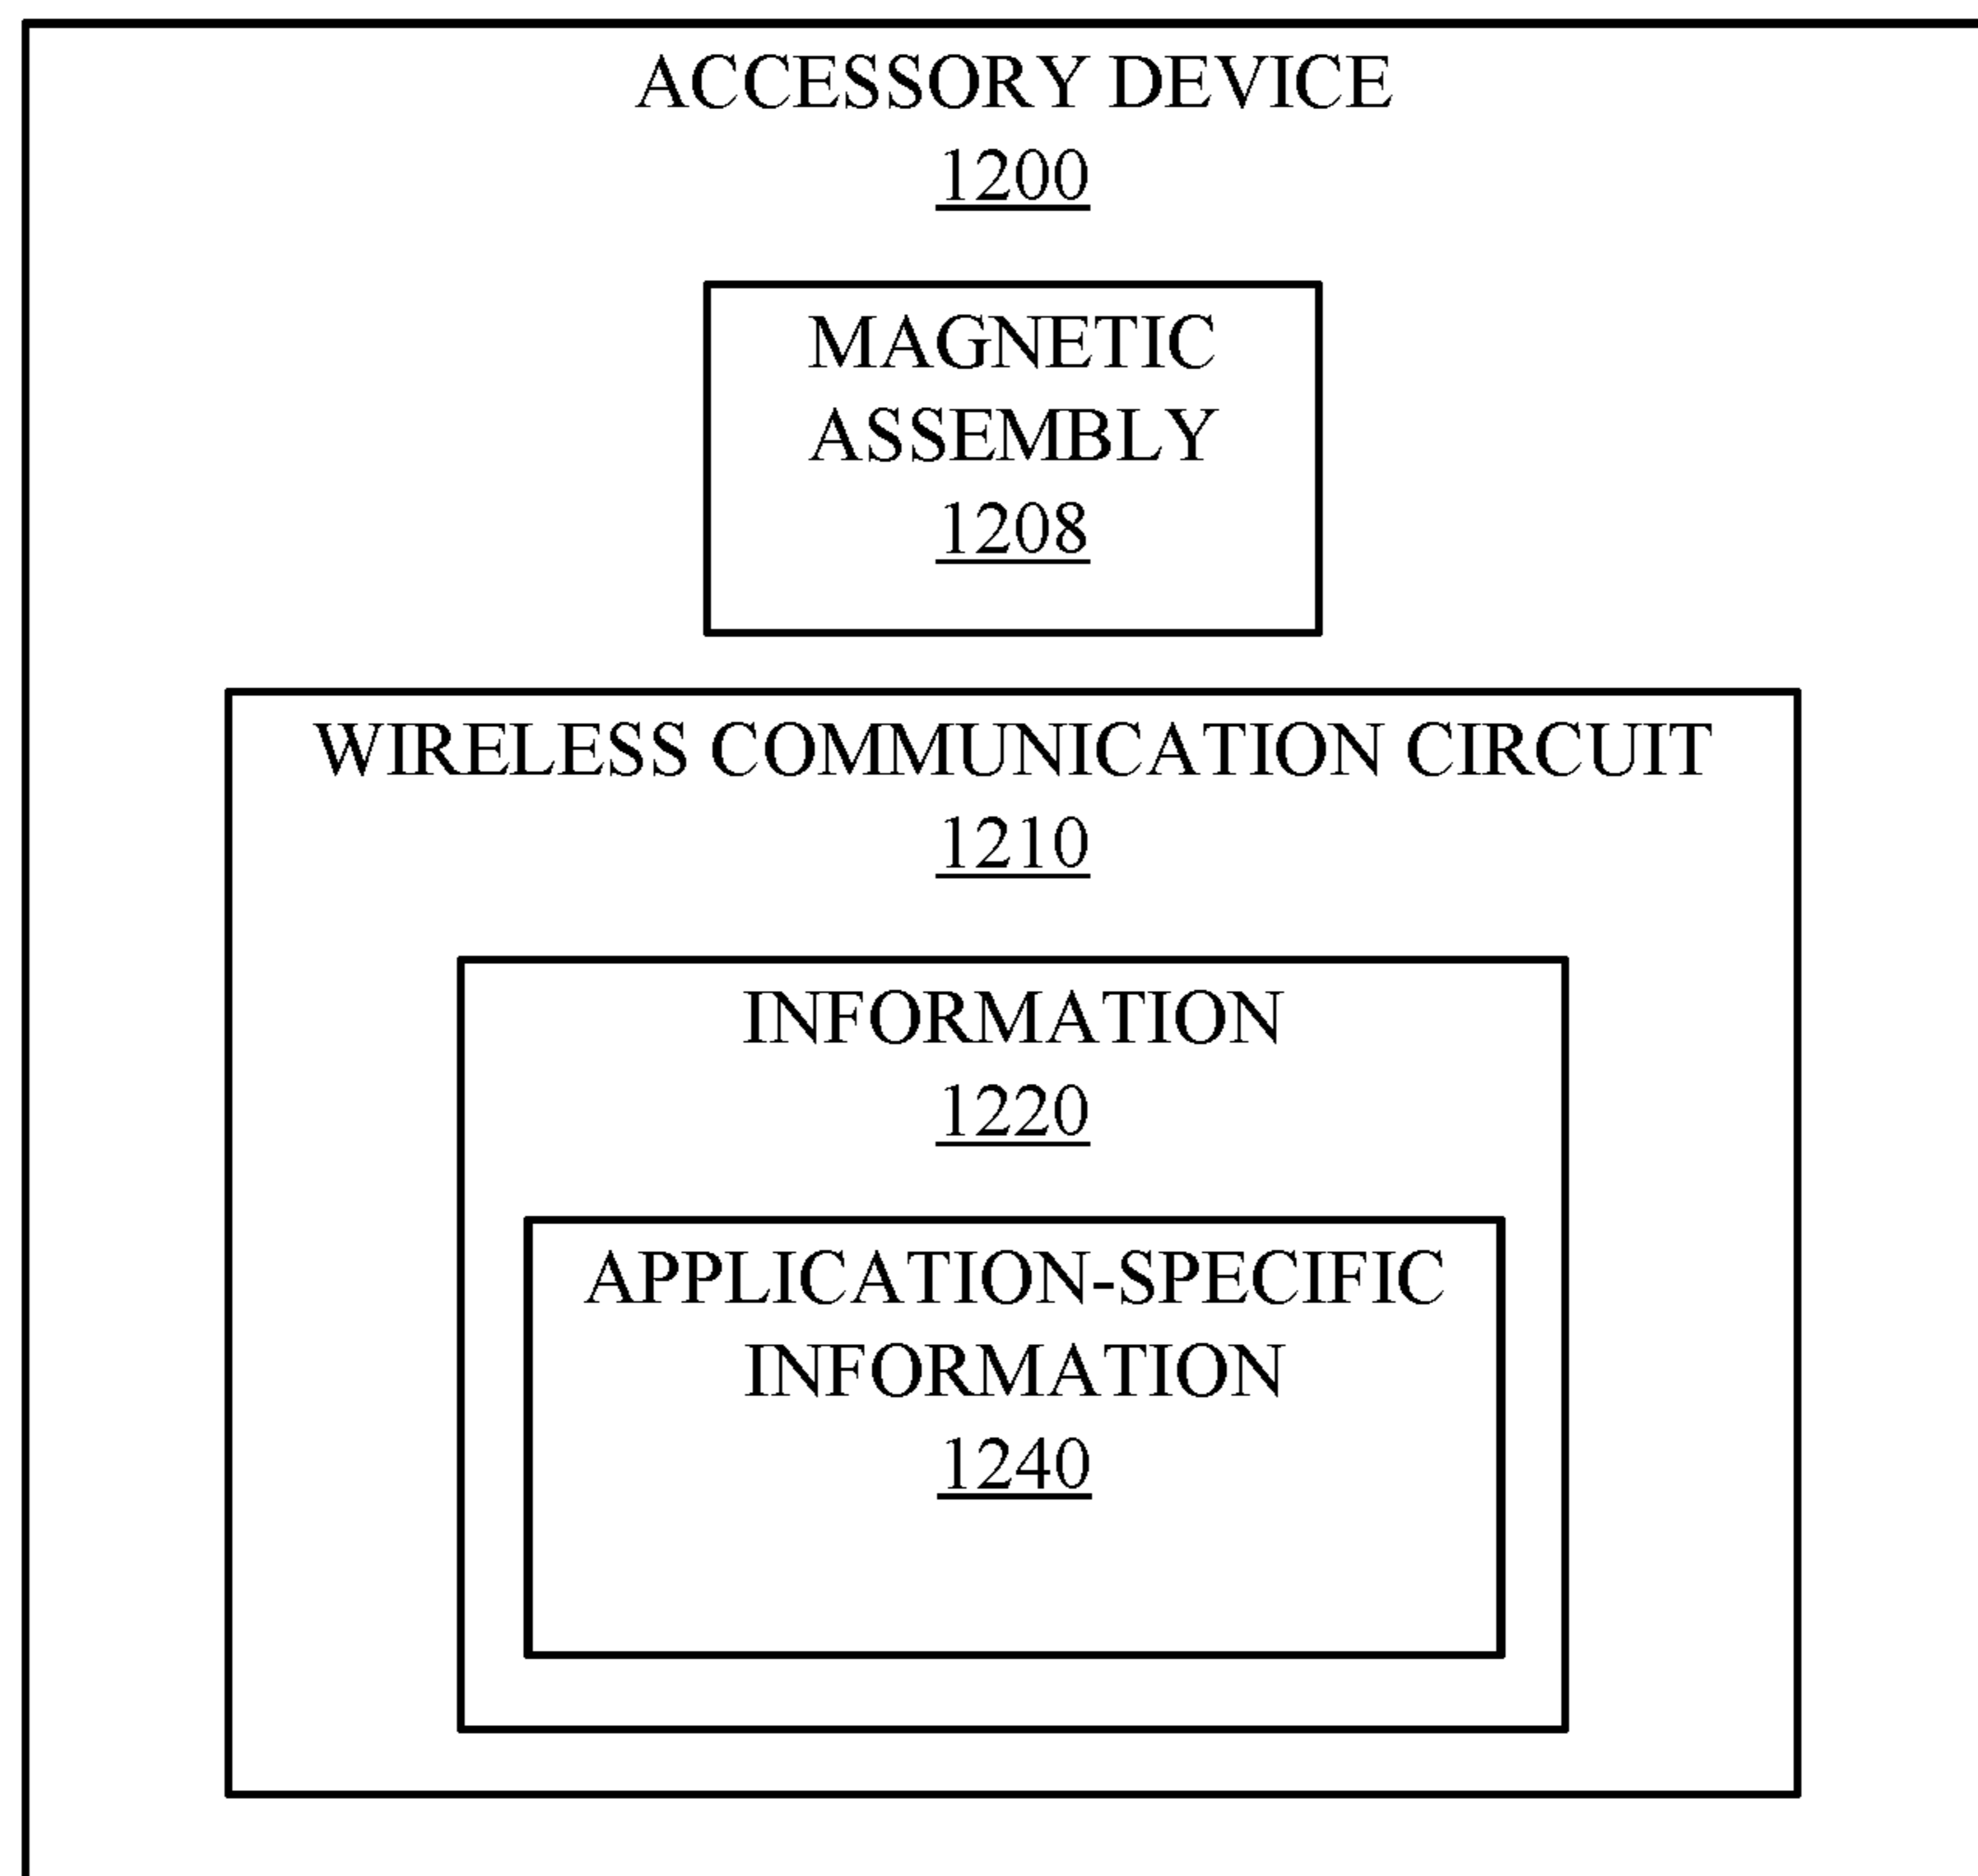 ACCESSORY DEVICE
1200
MAGNETIC
ASSEMBLY
1208
WIRELESS COMMUNICATION CIRCUIT
1210
INFORMATION
1220
APPLICATION-SPECIFIC
INFORMATION
1240